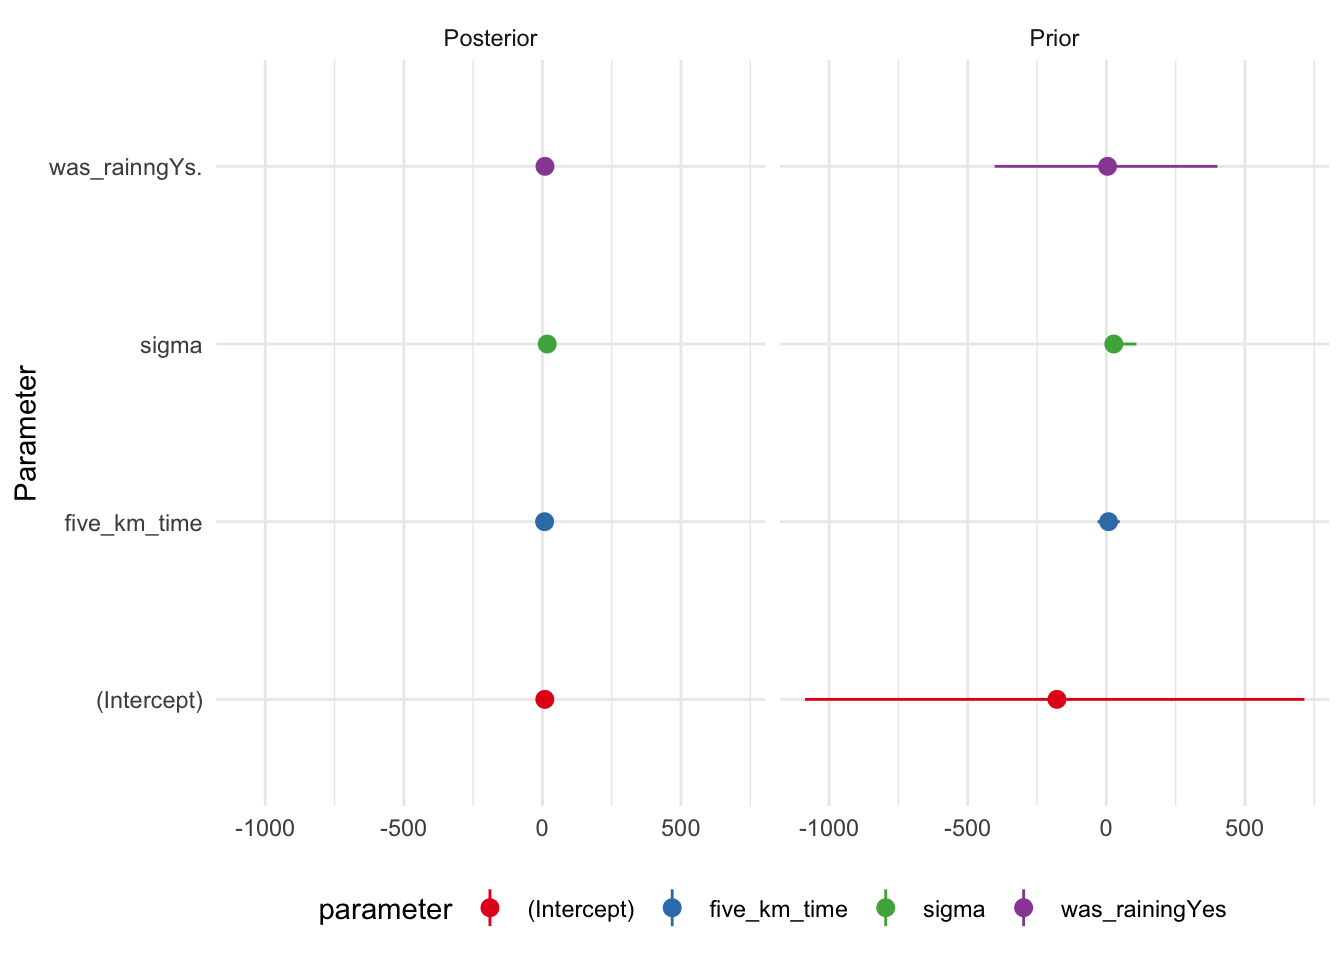 Posterior Prior
was_rainngYs.
sigma
five_km_time
(Intercept)
Parameter
-1000 -500 0 500 -1000 -500 0 500
parameter (Intercept) five_km_time sigma was_rainingYes